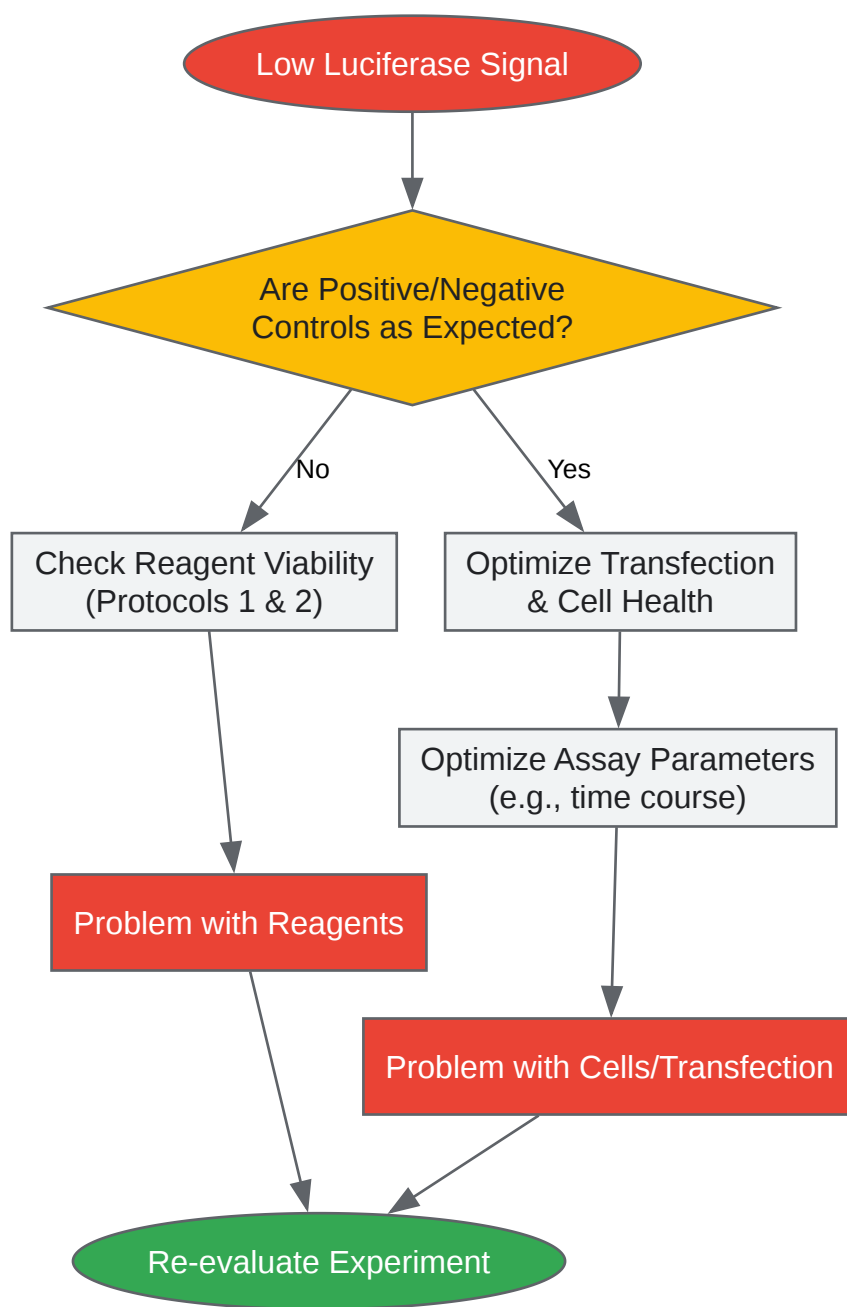 Low Luciferase Signal
Are Positive/Negative
Controls as Expected?
No
Yes
Check Reagent Viability
(Protocols 1 & 2)
Optimize Transfection
& Cell Health
Optimize Assay Parameters
(e.g., time course)
Problem with Reagents
Problem with Cells/Transfection
Re-evaluate Experiment